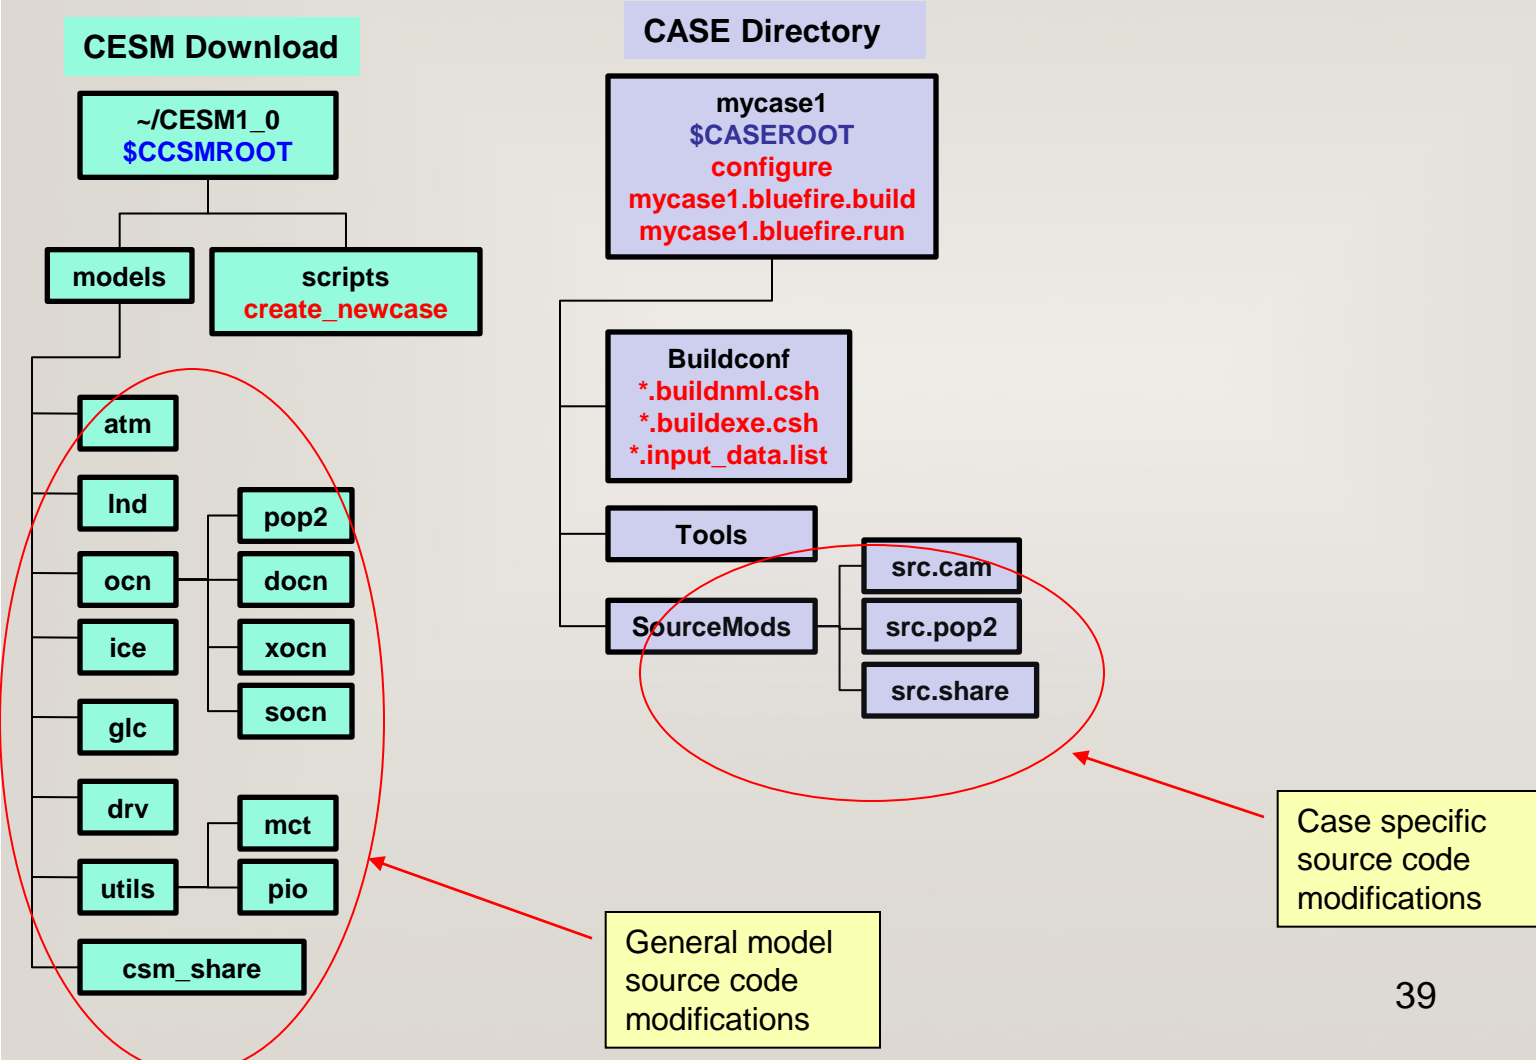 CESM Download
~/CESM1_0
$CCSMROOT
models
scripts
create_newcase
atm
lnd
ocn
ice
glc
drv
utils
csm_share
pop2
docn
xocn
socn
mct
pio
General model
source code
modifications
CASE Directory
mycase1
$CASEROOT
configure
mycase1.bluefire.build
mycase1.bluefire.run
Buildconf
*.buildnml.csh
*.buildexe.csh
*.input_data.list
Tools
SourceMods
src.cam
src.pop2
src.share
Case specific
source code
modifications
39